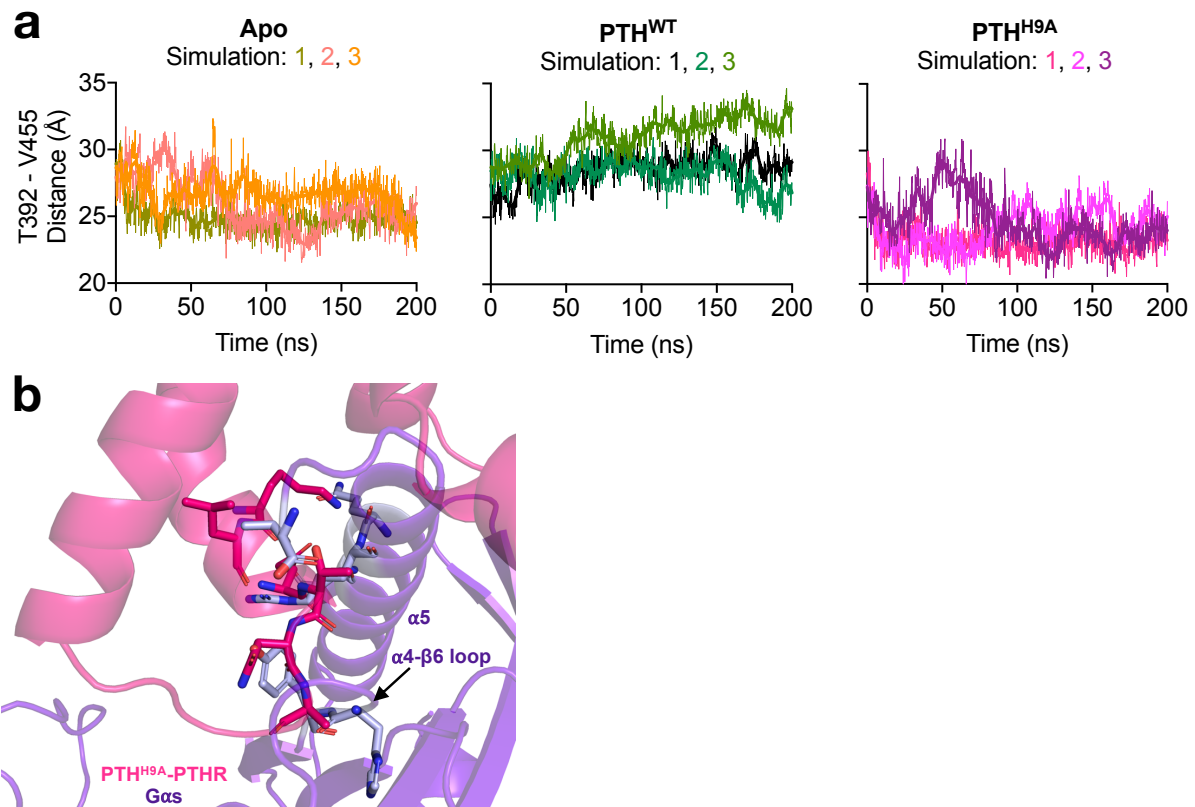 a
Apo
Simulation: 1, 2, 3
PTHWT
Simulation: 1, 2, 3
PTHH9A
Simulation: 1, 2, 3
T392 - V455
Distance (Å)
35
30
25
20
0 50 100 150 200
Time (ns)
0 50 100 150 200
Time (ns)
0 50 100 150 200
Time (ns)
b
α5
α4-β6 loop
PTHH9A-PTHR
Gαs